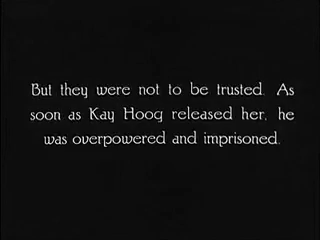 But they were not to be trusted. As
soon as Kay Hoog released her, he
was overpowered and imprisoned.